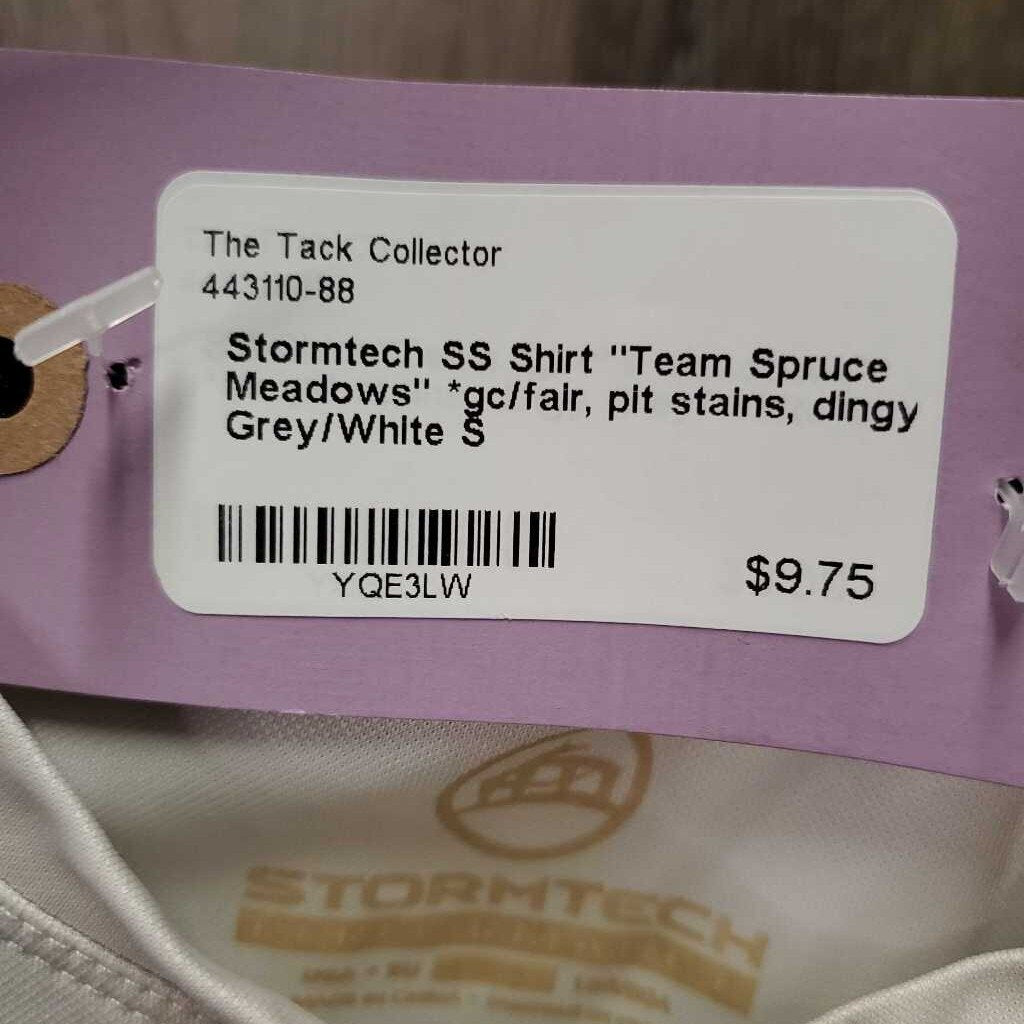 The Tack Collector
443110-88
Stormtech SS Shirt "Team Spruce
Meadows" *gc/fair, pit stains, dingy
Grey/White S
YQE3LW
$9.75
STORMTECH